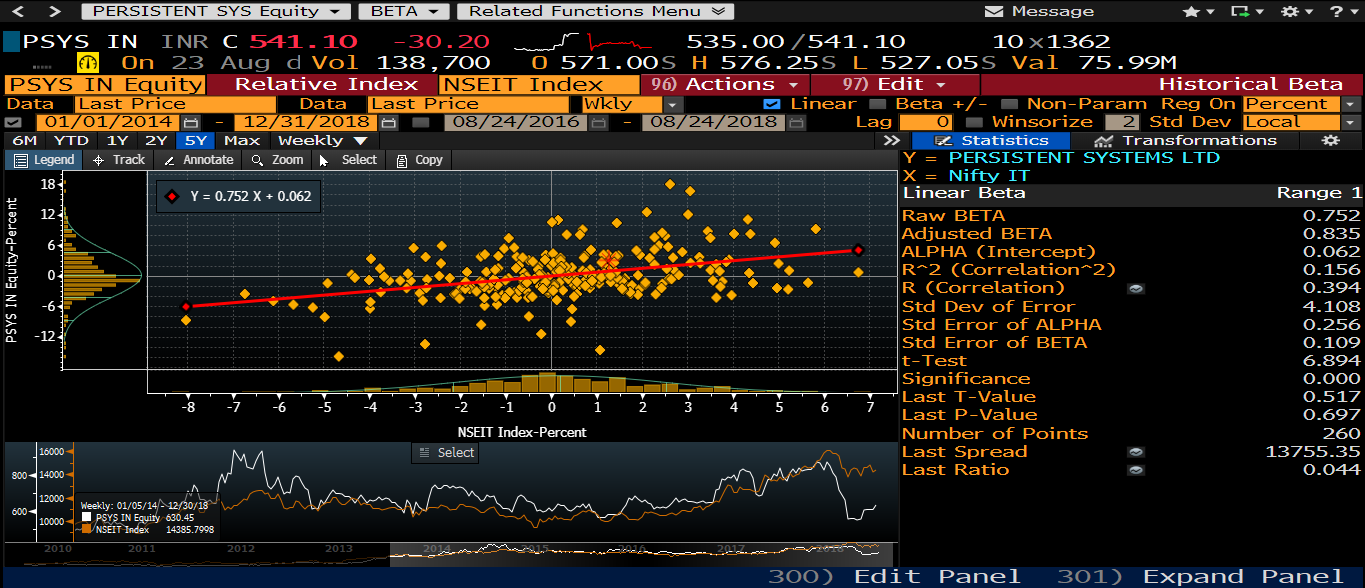 < > PERSISTENT SYS Equity BETA Related Functions Menu Message ?
PSYS IN INR C 541.10 -30.20 535.00/541.10 10x1362
On 23 Aug d Vol 138,700 O 571.00S H 576.25S L 527.05S Val 75.99M
PSYS IN Equity Relative Index NSEIT Index 96) Actions 97) Edit Historical Beta
Data Last Price Data Last Price Wkly Linear Beta +/- Non-Param Reg On Percent
01/01/2014 - 12/31/2018 08/24/2016 - 08/24/2018 Lag 0 Winsorize 2 Std Dev Local
6M YTD 1Y 2Y 5Y Max Weekly >> Statistics Transformations
Legend Track Annotate Zoom Select Copy
Y = PERSISTENT SYSTEMS LTD
X = Nifty IT
Linear Beta Range 1
Raw BETA 0.752
Adjusted BETA 0.835
ALPHA (Intercept) 0.062
R^2 (Correlation^2) 0.156
R (Correlation) 0.394
Std Dev of Error 4.108
Std Error of ALPHA 0.256
Std Error of BETA 0.109
t-Test 6.894
Significance 0.000
Last T-Value 0.517
Last P-Value 0.697
Number of Points 260
Last Spread 13755.35
Last Ratio 0.044
Y = 0.752 X + 0.062
PSYS IN Equity-Percent
18
12
6
0
-6
-12
-8 -7 -6 -5 -4 -3 -2 -1 0 1 2 3 4 5 6 7
NSEIT Index-Percent
Select
800
600
16000
14000
12000
10000
Weekly: 01/05/14 - 12/30/18
PSYS IN Equity 630.45
NSEIT Index 14385.7998
2010 2011 2012 2013 2014 2015 2016 2017 2018
300) Edit Panel 301) Expand Panel